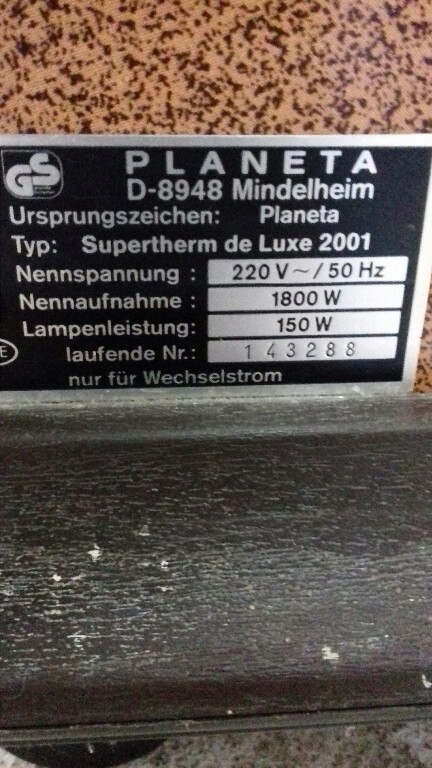 GS
PLANETA
D-8948 Mindelheim
Ursprungszeichen: Planeta
Typ: Supertherm de Luxe 2001
Nennspannung : 220 V ~ / 50 Hz
Nennaufnahme : 1800 W
Lampenleistung: 150 W
laufende Nr.: 143288
nur für Wechselstrom